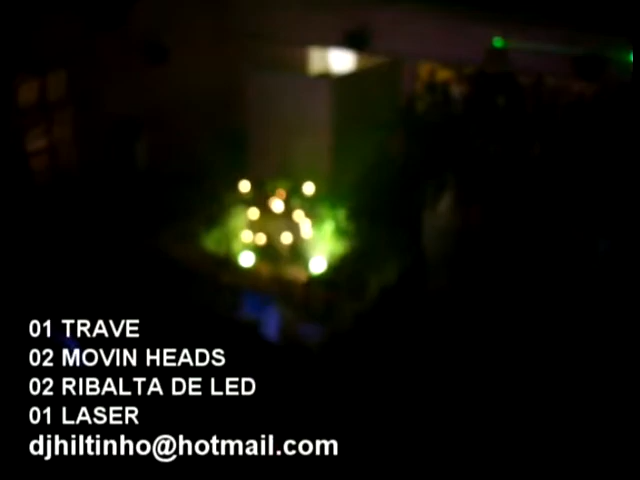 01 TRAVE
02 MOVIN HEADS
02 RIBALTA DE LED
01 LASER
djhiltinho@hotmail.com